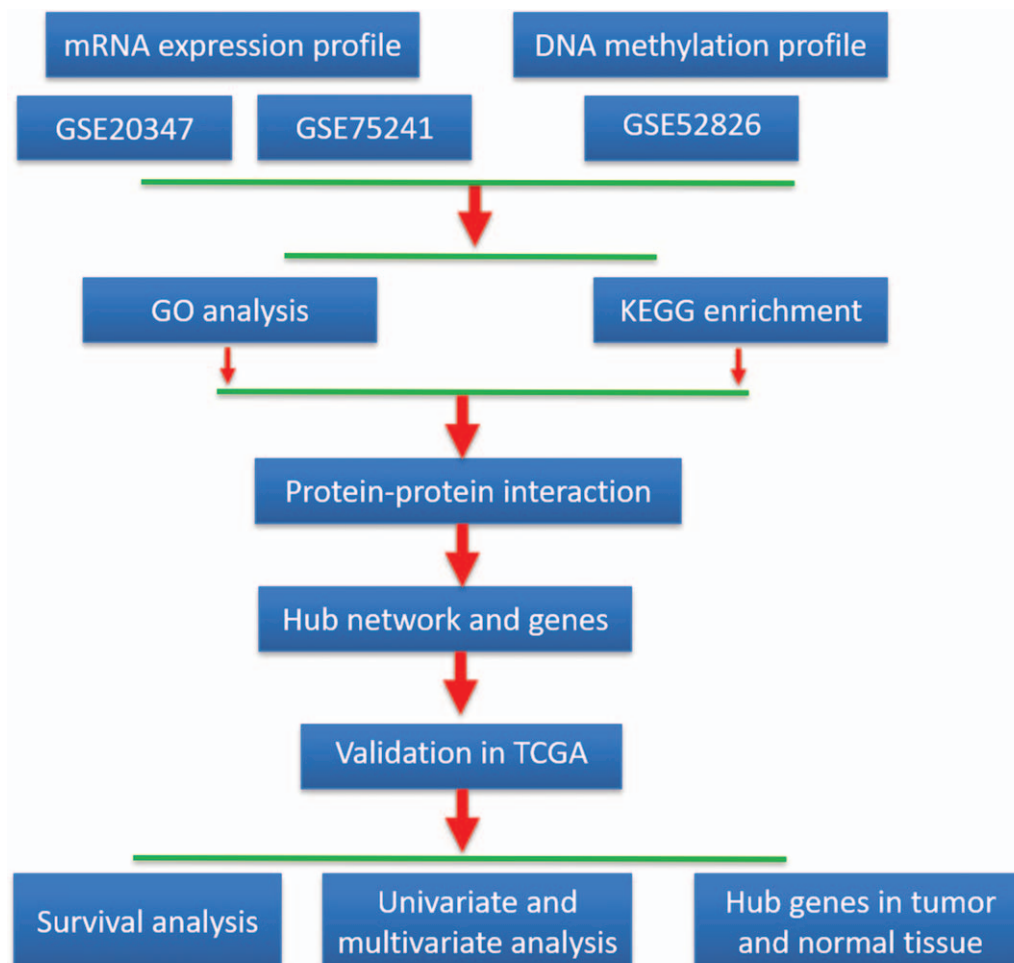 mRNA expression profile
DNA methylation profile
GSE20347
GSE75241
GSE52826
GO analysis
KEGG enrichment
Protein-protein interaction
Hub network and genes
Validation in TCGA
Survival analysis
Univariate and
multivariate analysis
Hub genes in tumor
and normal tissue